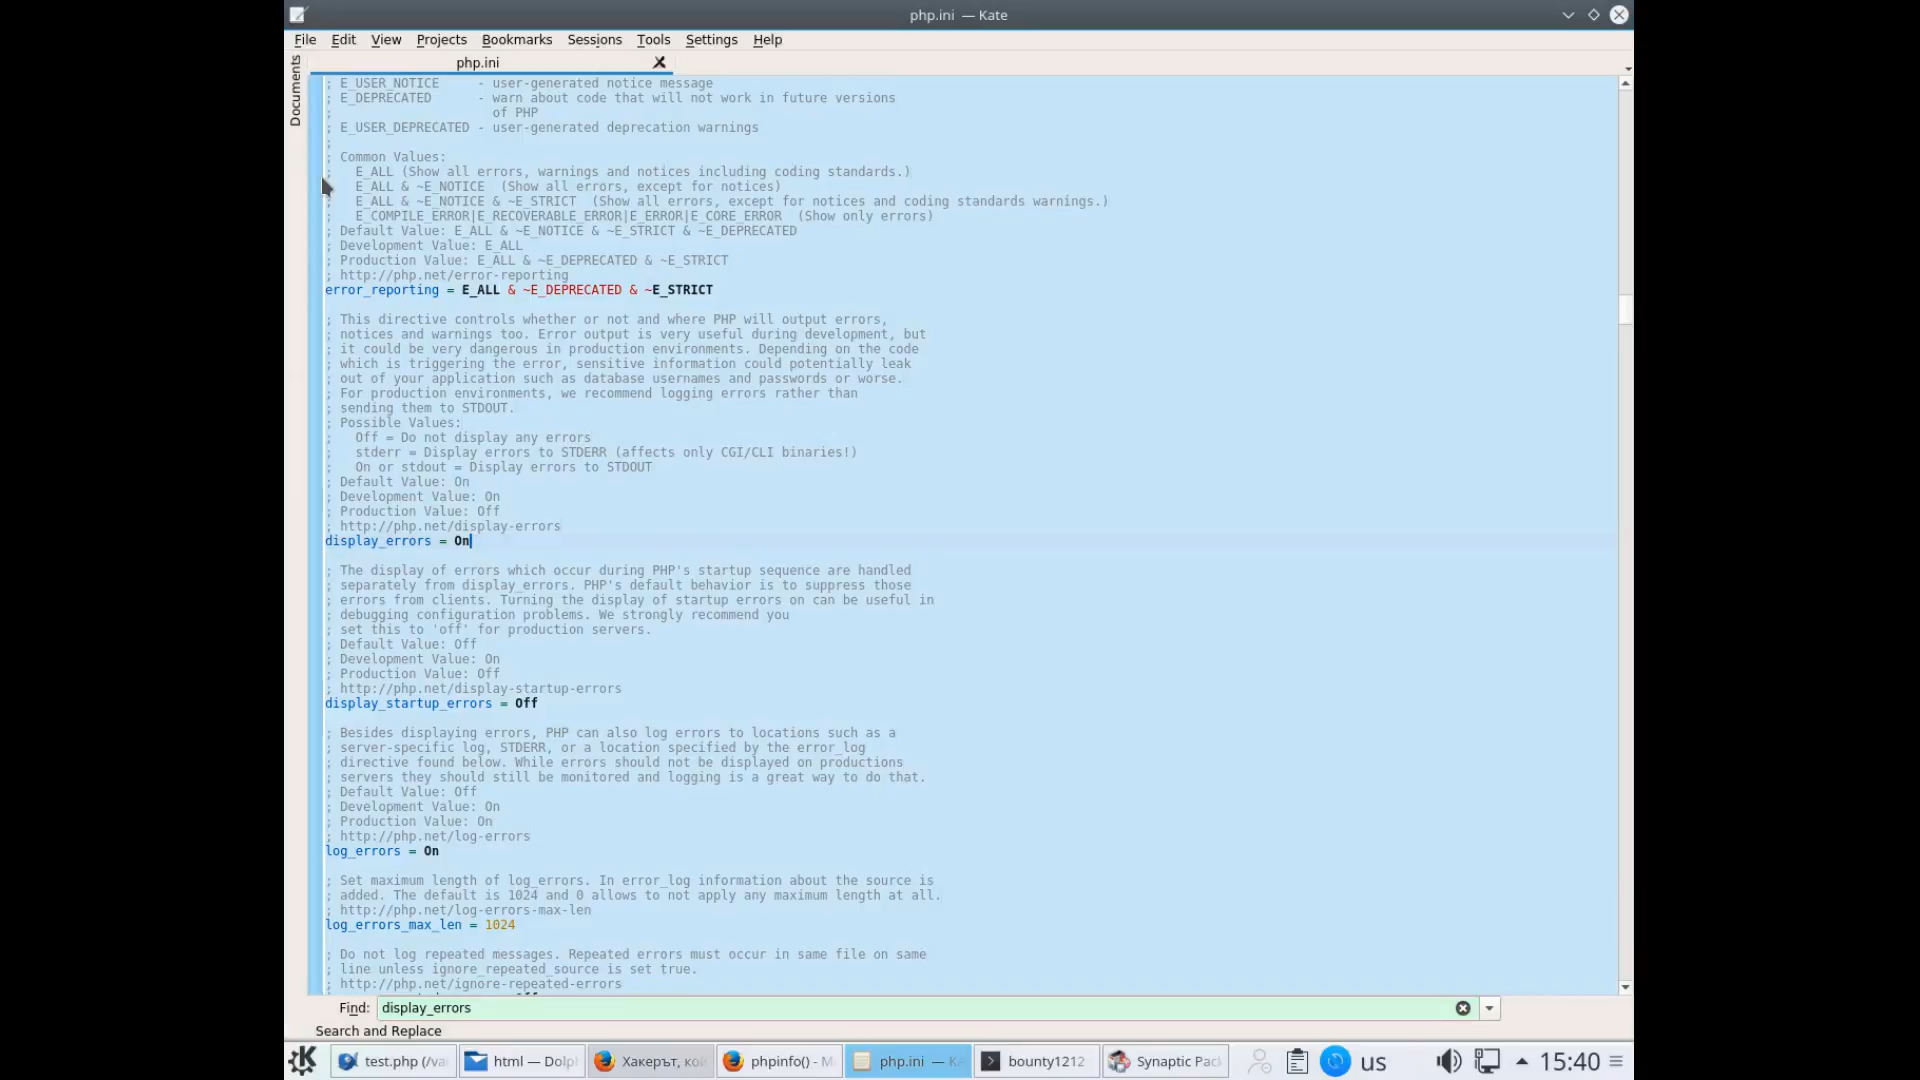 php.ini — Kate
File Edit View Projects Bookmarks Sessions Tools Settings Help
php.ini
Documents
; E_USER_NOTICE     - user-generated notice message
; E_DEPRECATED      - warn about code that will not work in future versions
;                     of PHP
; E_USER_DEPRECATED - user-generated deprecation warnings
;
; Common Values:
;   E_ALL (Show all errors, warnings and notices including coding standards.)
;   E_ALL & ~E_NOTICE  (Show all errors, except for notices)
;   E_ALL & ~E_NOTICE & ~E_STRICT  (Show all errors, except for notices and coding standards warnings.)
;   E_COMPILE_ERROR|E_RECOVERABLE_ERROR|E_ERROR|E_CORE_ERROR  (Show only errors)
; Default Value: E_ALL & ~E_NOTICE & ~E_STRICT & ~E_DEPRECATED
; Development Value: E_ALL
; Production Value: E_ALL & ~E_DEPRECATED & ~E_STRICT
; http://php.net/error-reporting
error_reporting = E_ALL & ~E_DEPRECATED & ~E_STRICT
; This directive controls whether or not and where PHP will output errors,
; notices and warnings too. Error output is very useful during development, but
; it could be very dangerous in production environments. Depending on the code
; which is triggering the error, sensitive information could potentially leak
; out of your application such as database usernames and passwords or worse.
; For production environments, we recommend logging errors rather than
; sending them to STDOUT.
; Possible Values:
;   Off = Do not display any errors
;   stderr = Display errors to STDERR (affects only CGI/CLI binaries!)
;   On or stdout = Display errors to STDOUT
; Default Value: On
; Development Value: On
; Production Value: Off
; http://php.net/display-errors
display_errors = On
; The display of errors which occur during PHP's startup sequence are handled
; separately from display_errors. PHP's default behavior is to suppress those
; errors from clients. Turning the display of startup errors on can be useful in
; debugging configuration problems. We strongly recommend you
; set this to 'off' for production servers.
; Default Value: Off
; Development Value: On
; Production Value: Off
; http://php.net/display-startup-errors
display_startup_errors = Off
; Besides displaying errors, PHP can also log errors to locations such as a
; server-specific log, STDERR, or a location specified by the error_log
; directive found below. While errors should not be displayed on productions
; servers they should still be monitored and logging is a great way to do that.
; Default Value: Off
; Development Value: On
; Production Value: On
; http://php.net/log-errors
log_errors = On
; Set maximum length of log_errors. In error_log information about the source is
; added. The default is 1024 and 0 allows to not apply any maximum length at all.
; http://php.net/log-errors-max-len
log_errors_max_len = 1024
; Do not log repeated messages. Repeated errors must occur in same file on same
; line unless ignore_repeated_source is set true.
; http://php.net/ignore-repeated-errors
Find: display_errors
Search and Replace
test.php (/va html — Dolp Хакерът, кой phpinfo() - M php.ini — Ka bounty1212 Synaptic Pac us 15:40